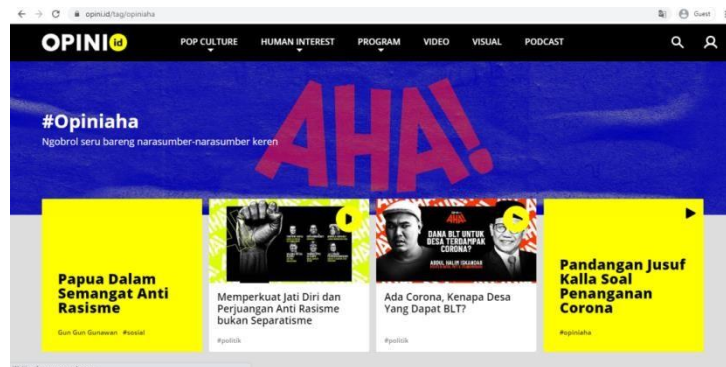 opini.id/tag/opiniaha
Guest
OPINI id
POP CULTURE
HUMAN INTEREST
PROGRAM
VIDEO
VISUAL
PODCAST
AHA!
#Opiniaha
Ngobrol seru bareng narasumber-narasumber keren
Papua Dalam
Semangat Anti
Rasisme
Gun Gun Gunawan #sosial
Memperkuat Jati Diri dan
Perjuangan Anti Rasisme
bukan Separatisme
#politik
AHA!
DANA BLT UNTUK
DESA TERDAMPAK
CORONA?
ABDUL HALIM ISKANDAR
Ada Corona, Kenapa Desa
Yang Dapat BLT?
#politik
Pandangan Jusuf
Kalla Soal
Penanganan
Corona
#opiniaha